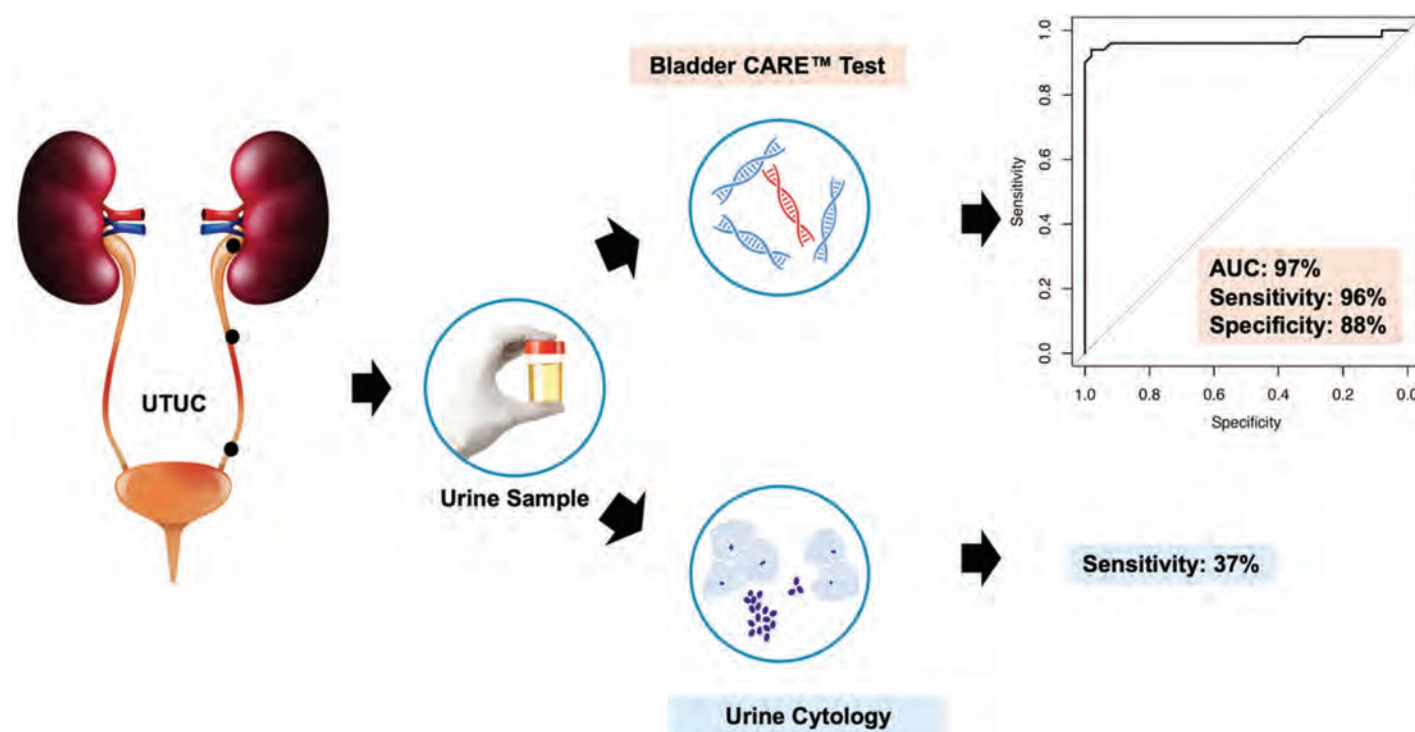 Bladder CARE™ Test
UTUC
Urine Sample
Sensitivity
1.0
0.8
0.6
0.4
0.2
0.0
AUC: 97%
Sensitivity: 96%
Specificity: 88%
1.0 0.8 0.6 0.4 0.2 0.0
Specificity
Sensitivity: 37%
Urine Cytology